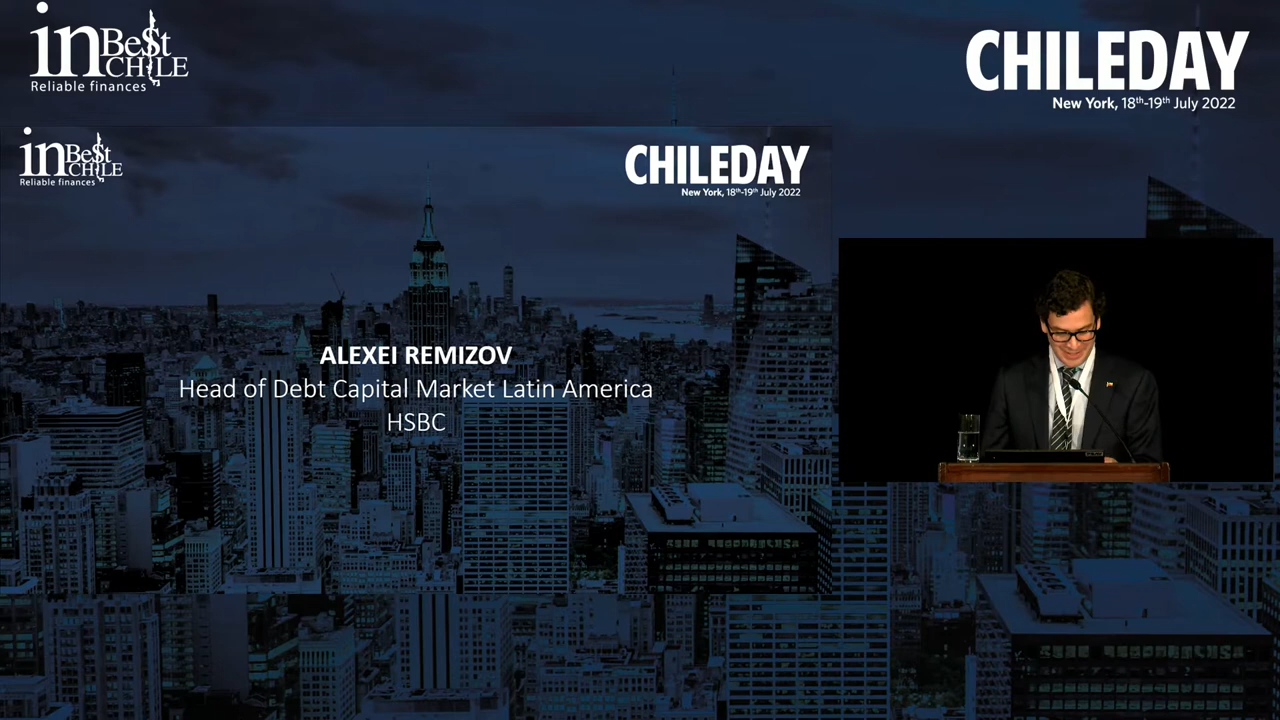 inBe$t
CHILE
Reliable finances
CHILEDAY
New York, 18th-19th July 2022
inBe$t
CHILE
Reliable finances
CHILEDAY
New York, 18th-19th July 2022
ALEXEI REMIZOV
Head of Debt Capital Market Latin America
HSBC